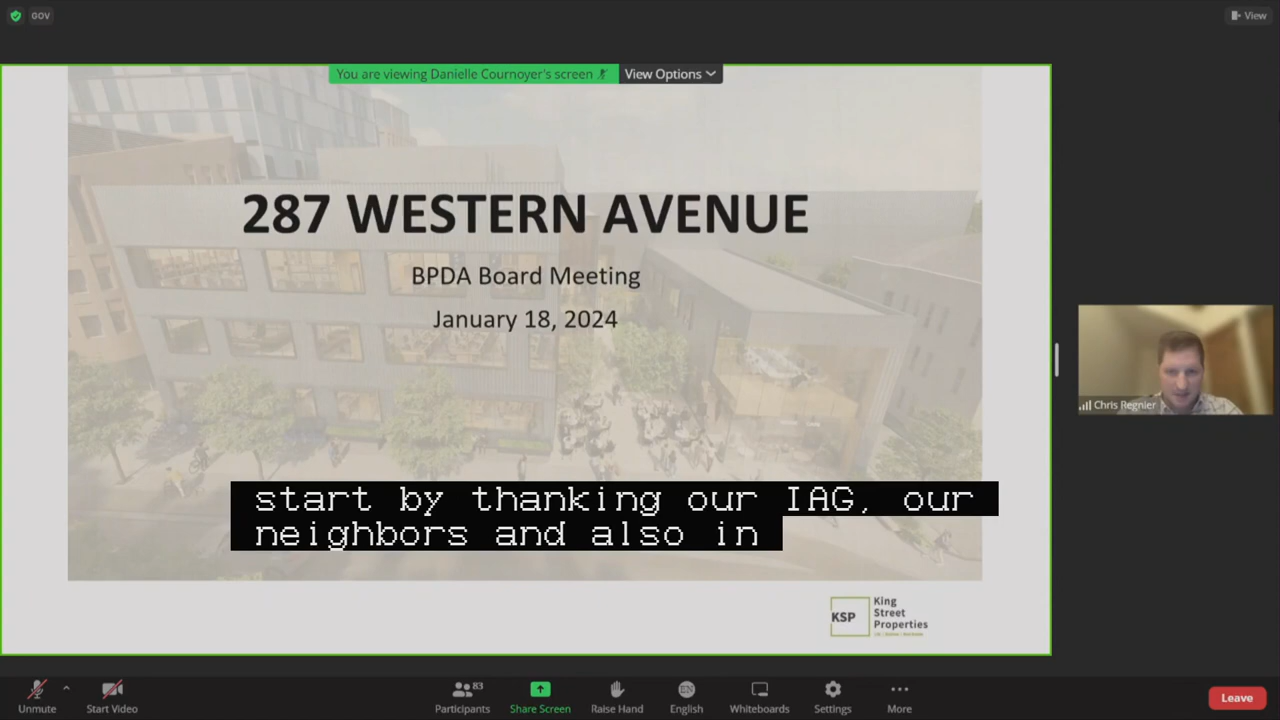 GOV
View
You are viewing Danielle Cournoyer's screen
View Options
287 WESTERN AVENUE
BPDA Board Meeting
January 18, 2024
Chris Regnier
start by thanking our IAG, our
neighbors and also in
KSP
King
Street
Properties
Unmute
Start Video
Participants
83
Share Screen
Raise Hand
EN
English
Whiteboards
Settings
More
Leave